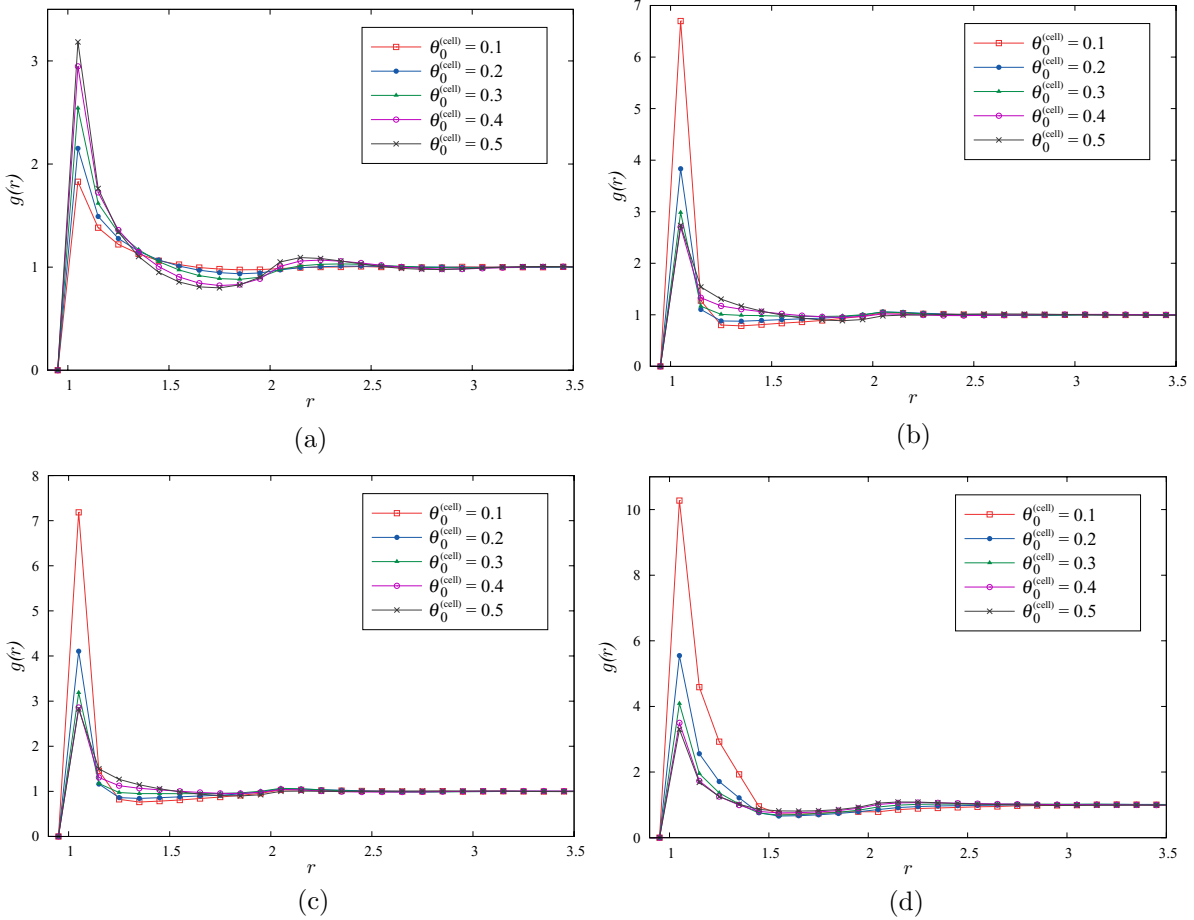 g(r)
3
2
1
0
θ₀^(cell) = 0.1
θ₀^(cell) = 0.2
θ₀^(cell) = 0.3
θ₀^(cell) = 0.4
θ₀^(cell) = 0.5
1 1.5 2 2.5 3 3.5
r
(a)
g(r)
7
6
5
4
3
2
1
0
θ₀^(cell) = 0.1
θ₀^(cell) = 0.2
θ₀^(cell) = 0.3
θ₀^(cell) = 0.4
θ₀^(cell) = 0.5
1 1.5 2 2.5 3 3.5
r
(b)
g(r)
8
7
6
5
4
3
2
1
0
θ₀^(cell) = 0.1
θ₀^(cell) = 0.2
θ₀^(cell) = 0.3
θ₀^(cell) = 0.4
θ₀^(cell) = 0.5
1 1.5 2 2.5 3 3.5
r
(c)
g(r)
10
8
6
4
2
0
θ₀^(cell) = 0.1
θ₀^(cell) = 0.2
θ₀^(cell) = 0.3
θ₀^(cell) = 0.4
θ₀^(cell) = 0.5
1 1.5 2 2.5 3 3.5
r
(d)